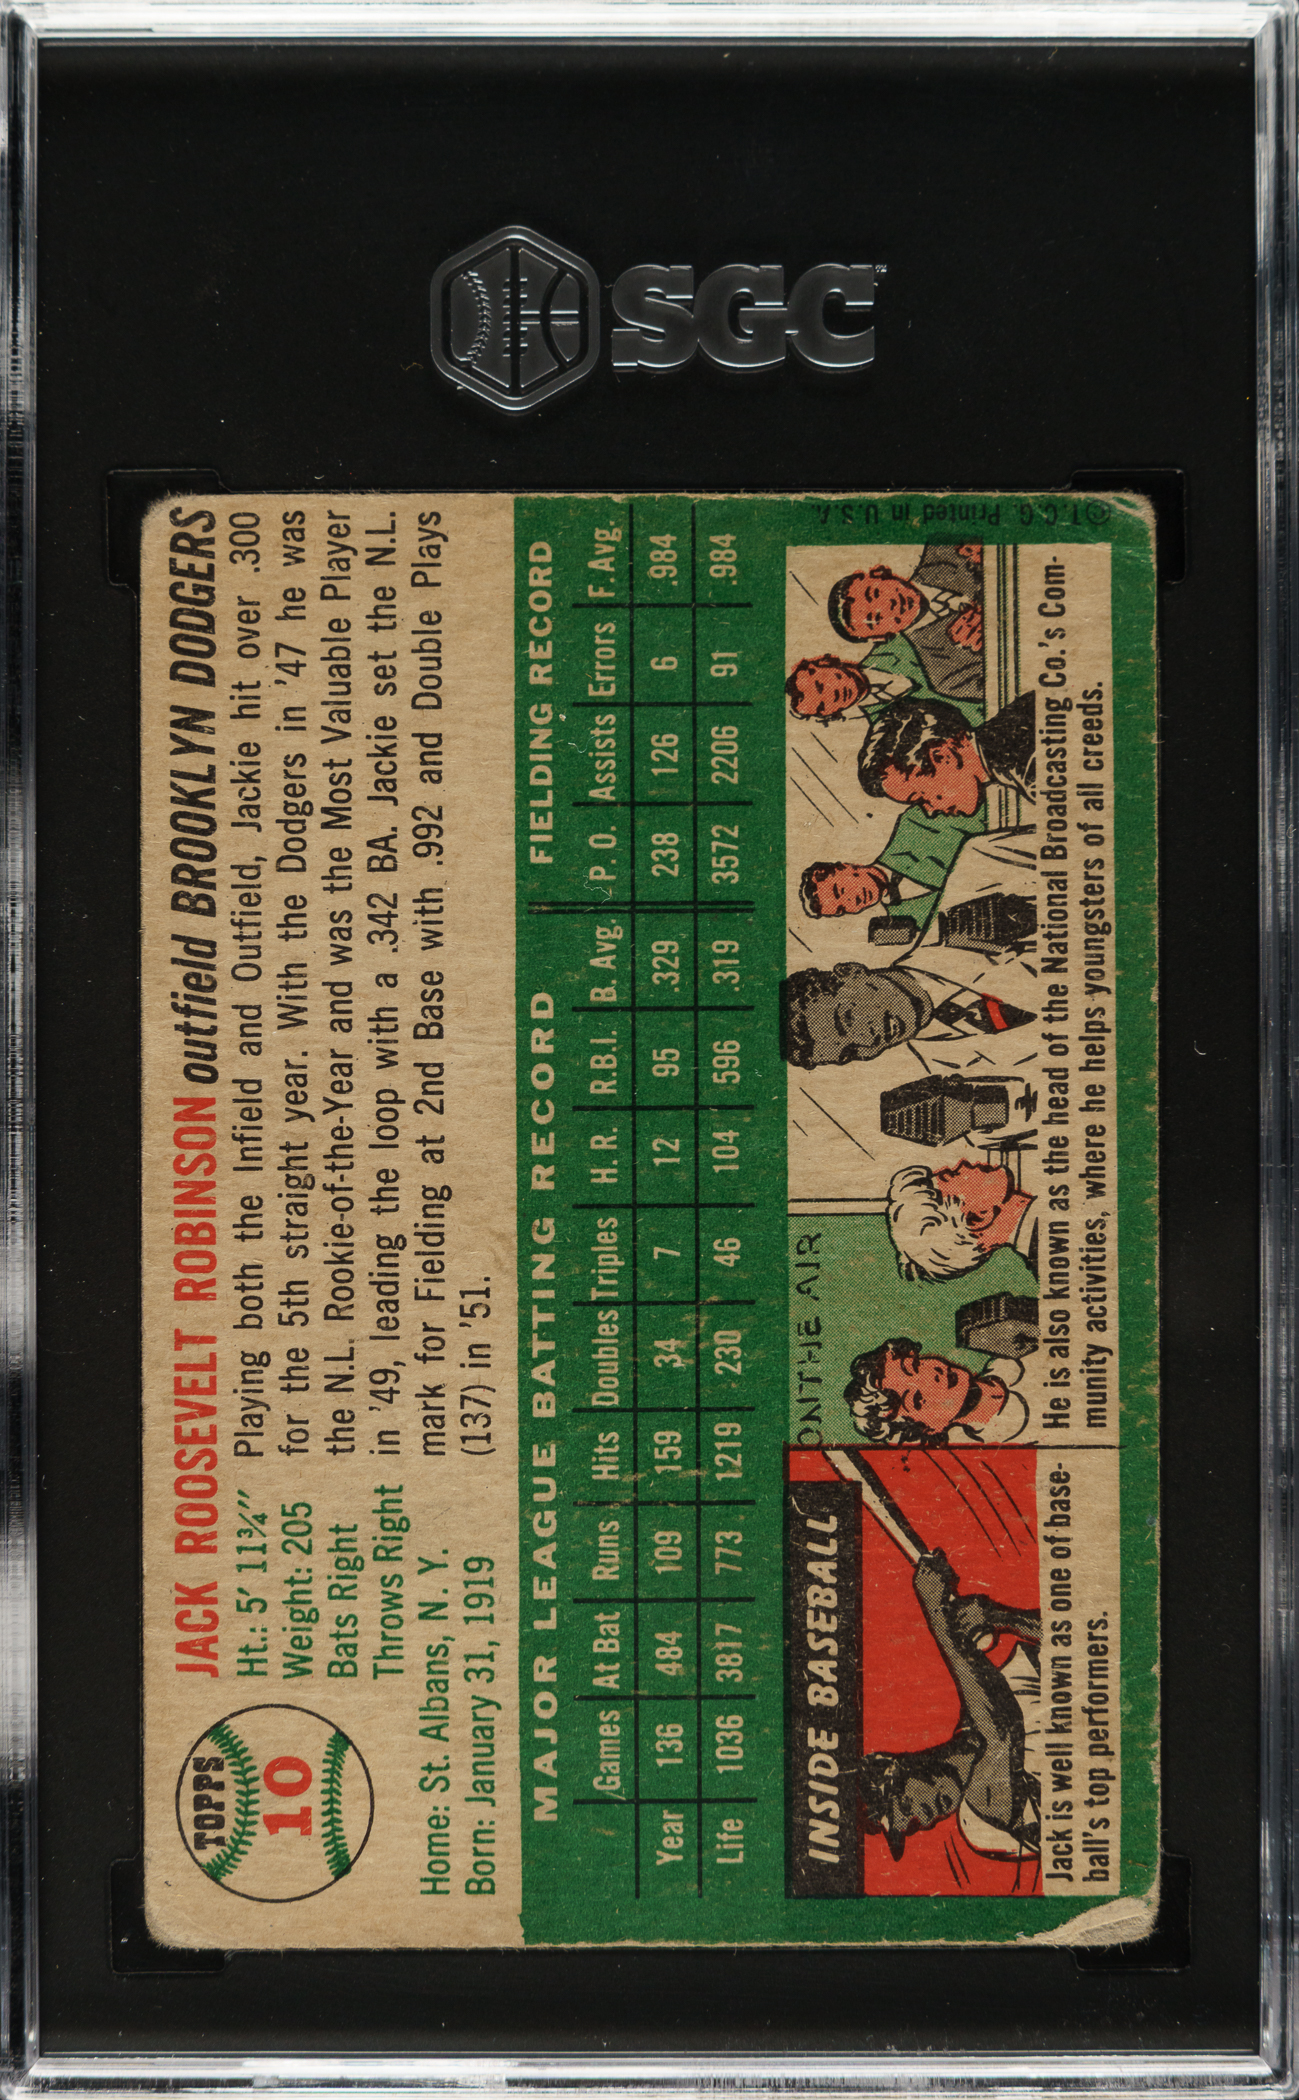 SGC™
TOPPS
10
JACK ROOSEVELT ROBINSON outfield BROOKLYN DODGERS
Ht.: 5' 11¾"
Weight: 205
Bats Right
Throws Right
Home: St. Albans, N. Y.
Born: January 31, 1919
Playing both the Infield and Outfield, Jackie hit over .300
for the 5th straight year. With the Dodgers in '47 he was
the N.L. Rookie-of-the-Year and was the Most Valuable Player
in '49, leading the loop with a .342 BA. Jackie set the N.L.
mark for Fielding at 2nd Base with .992 and Double Plays
(137) in '51.
MAJOR LEAGUE BATTING RECORD FIELDING RECORD
Games At Bat Runs Hits Doubles Triples H. R. R.B.I. B. Avg. P. O. Assists Errors F. Avg.
Year 136 484 109 159 34 7 12 95 .329 238 126 6 .984
Life 1036 3817 773 1219 230 46 104 596 .319 3572 2206 91 .984
INSIDE BASEBALL
ON THE AIR
Jack is well known as one of base-
ball's top performers.
He is also known as the head of the National Broadcasting Co.'s Com-
munity activities, where he helps youngsters of all creeds.
© T.C.G. Printed in U.S.A.